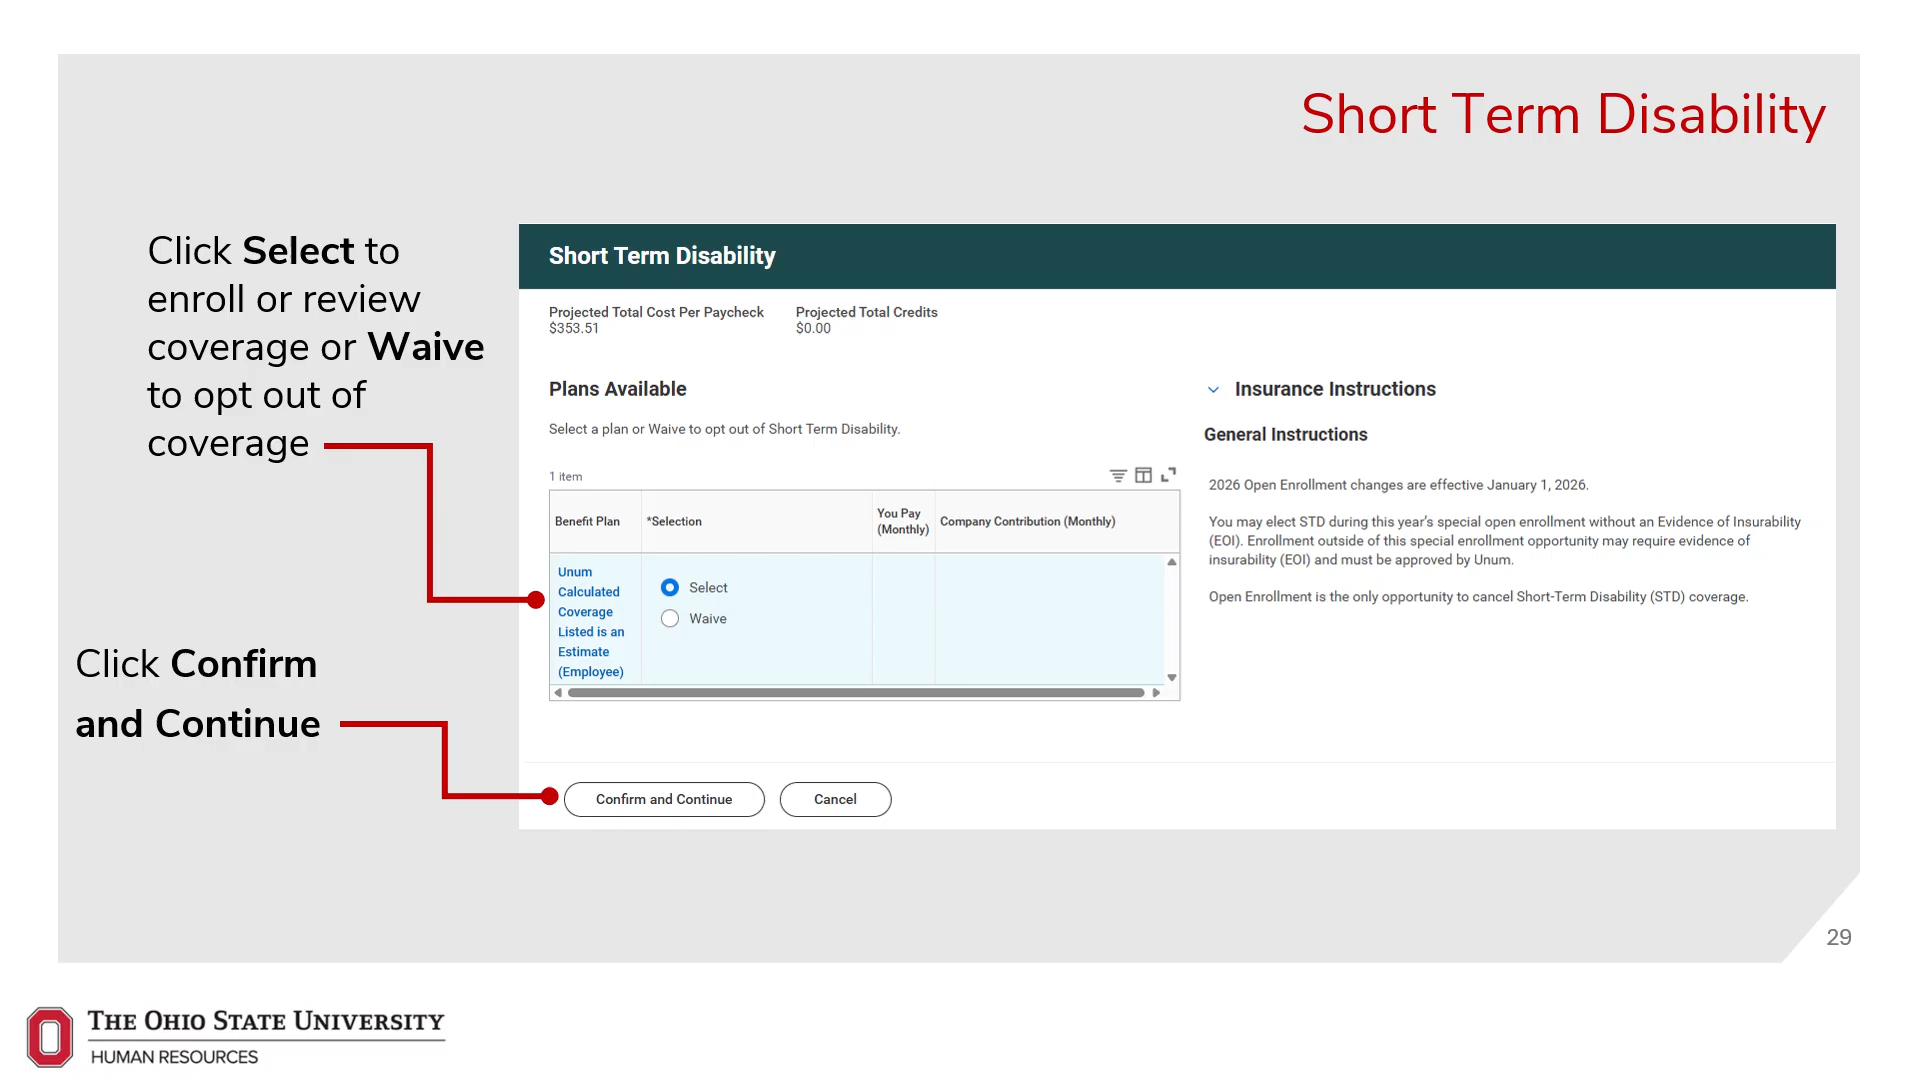 Short Term Disability
Click Select to
enroll or review
coverage or Waive
to opt out of
coverage
Click Confirm
and Continue
Short Term Disability
Projected Total Cost Per Paycheck
$353.51
Projected Total Credits
$0.00
Plans Available
Select a plan or Waive to opt out of Short Term Disability.
1 item
Benefit Plan
*Selection
You Pay
(Monthly)
Company Contribution (Monthly)
Unum
Calculated
Coverage
Listed is an
Estimate
(Employee)
Select
Waive
Insurance Instructions
General Instructions
2026 Open Enrollment changes are effective January 1, 2026.
You may elect STD during this year's special open enrollment without an Evidence of Insurability
(EOI). Enrollment outside of this special enrollment opportunity may require evidence of
insurability (EOI) and must be approved by Unum.
Open Enrollment is the only opportunity to cancel Short-Term Disability (STD) coverage.
Confirm and Continue
Cancel
29
THE OHIO STATE UNIVERSITY
HUMAN RESOURCES